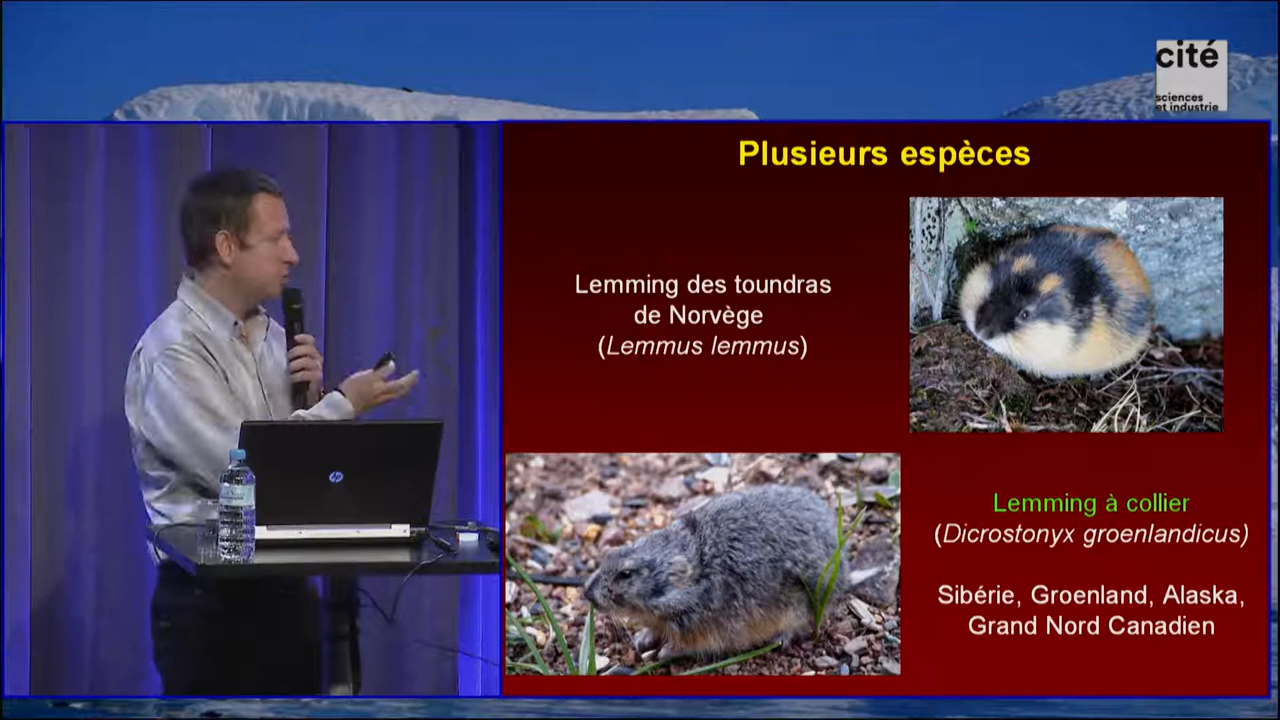 cité
sciences
et industrie
Plusieurs espèces
Lemming des toundras
de Norvège
(Lemmus lemmus)
Lemming à collier
(Dicrostonyx groenlandicus)
Sibérie, Groenland, Alaska,
Grand Nord Canadien
hp